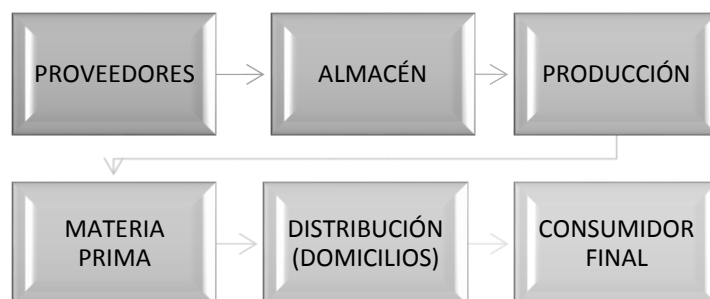 PROVEEDORES
ALMACÉN
PRODUCCIÓN
MATERIA
PRIMA
DISTRIBUCIÓN
(DOMICILIOS)
CONSUMIDOR
FINAL